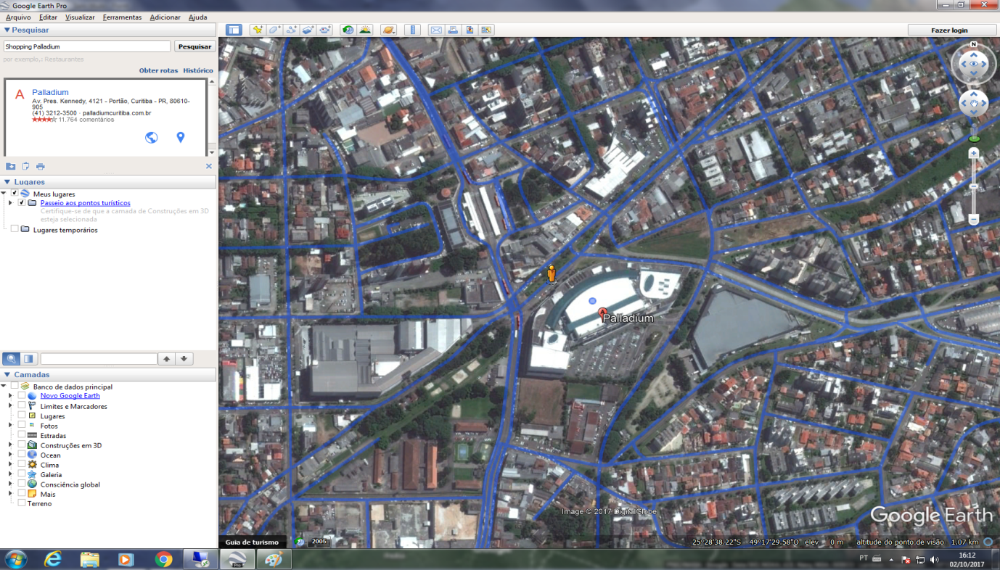 Google Earth Pro
Arquivo Editar Visualizar Ferramentas Adicionar Ajuda
Pesquisar
Shopping Palladium
Pesquisar
por exemplo,: Restaurantes
Obter rotas Histórico
A Palladium
Av. Pres. Kennedy, 4121 - Portão, Curitiba - PR, 80610-
905
(41) 3212-3500 · palladiumcuritiba.com.br
11.764 comentários
Lugares
Meus lugares
Passeio aos pontos turísticos
Certifique-se de que a camada de Construções em 3D
esteja selecionada
Lugares temporários
Camadas
Banco de dados principal
Novo Google Earth
Limites e Marcadores
Lugares
Fotos
Estradas
Construções em 3D
Ocean
Clima
Galeria
Consciência global
Mais
Terreno
Fazer login
N
A
Palladium
Image © 2017 DigitalGlobe
Google Earth
Guia de turismo
2005
25°28'38.22"S 49°17'29.58"O elev 0 m altitude do ponto de visão 1.07 km
Pro
PT
16:12
02/10/2017